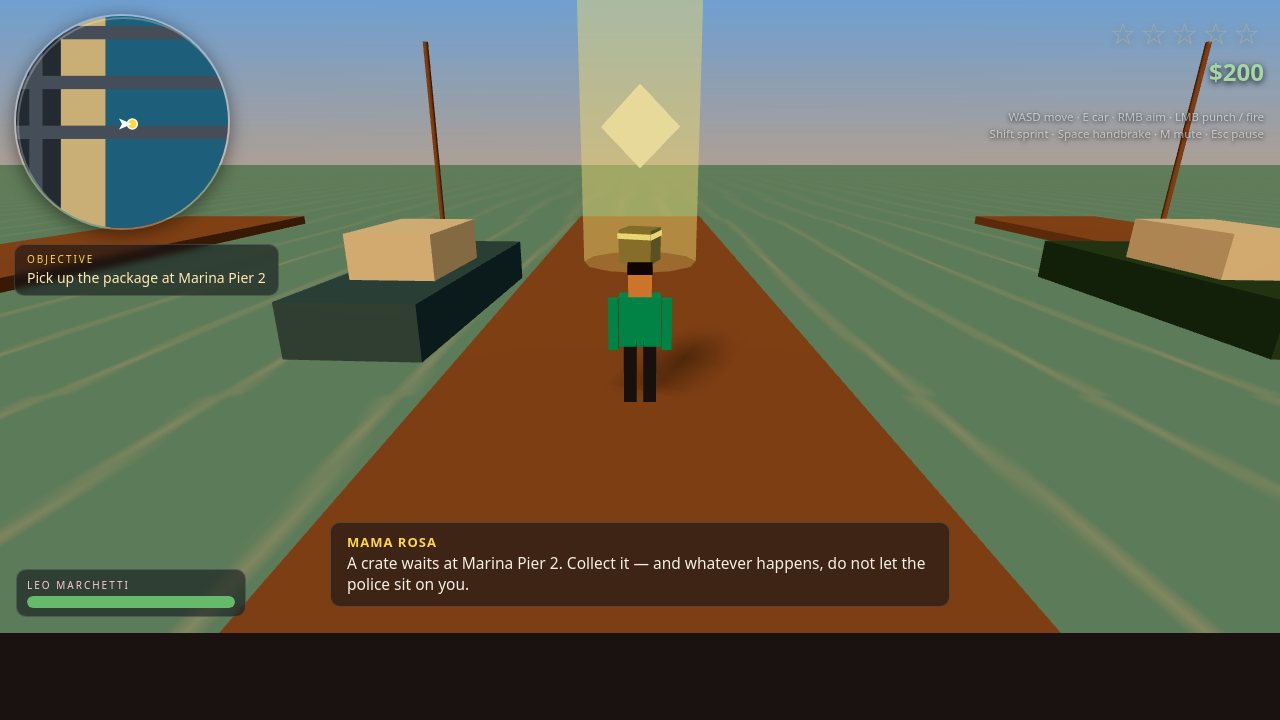 ☆ ☆ ☆ ☆ ☆
$200
WASD move · E car · RMB aim · LMB punch / fire
Shift sprint · Space handbrake · M mute · Esc pause
OBJECTIVE
Pick up the package at Marina Pier 2
MAMA ROSA
A crate waits at Marina Pier 2. Collect it — and whatever happens, do not let the
police sit on you.
LEO MARCHETTI